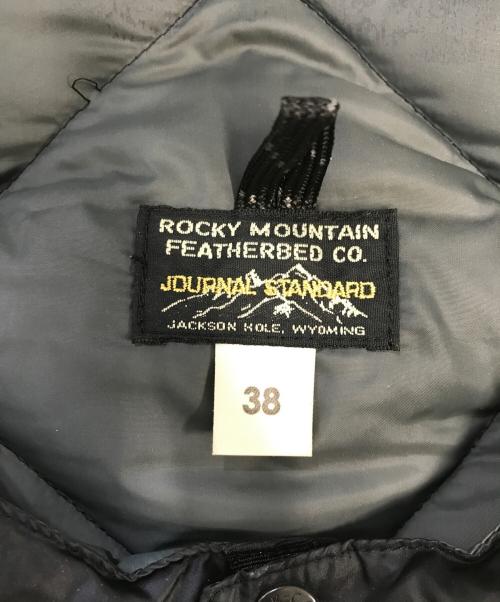 ROCKY MOUNTAIN
FEATHERBED CO.
JOURNAL STANDARD
JACKSON HOLE, WYOMING
38